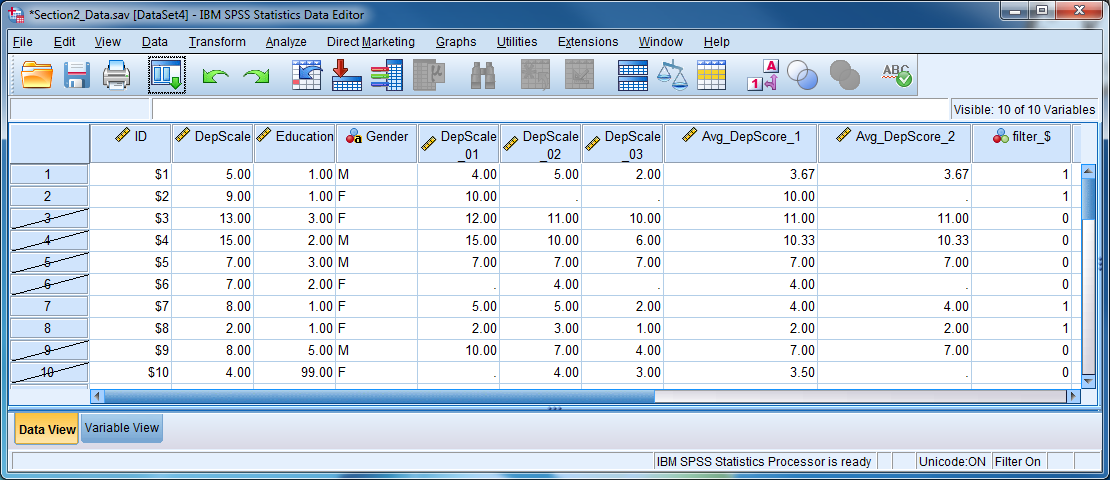 *Section2_Data.sav [DataSet4] - IBM SPSS Statistics Data Editor
File Edit View Data Transform Analyze Direct Marketing Graphs Utilities Extensions Window Help
Visible: 10 of 10 Variables
ID DepScale Education Gender DepScale_01 DepScale_02 DepScale_03 Avg_DepScore_1 Avg_DepScore_2 filter_$
1 $1 5.00 1.00 M 4.00 5.00 2.00 3.67 3.67 1
2 $2 9.00 1.00 F 10.00 . . 10.00 . 1
3 $3 13.00 3.00 F 12.00 11.00 10.00 11.00 11.00 0
4 $4 15.00 2.00 M 15.00 10.00 6.00 10.33 10.33 0
5 $5 7.00 3.00 M 7.00 7.00 7.00 7.00 7.00 0
6 $6 7.00 2.00 F . 4.00 . 4.00 . 0
7 $7 8.00 1.00 F 5.00 5.00 2.00 4.00 4.00 1
8 $8 2.00 1.00 F 2.00 3.00 1.00 2.00 2.00 1
9 $9 8.00 5.00 M 10.00 7.00 4.00 7.00 7.00 0
10 $10 4.00 99.00 F . 4.00 3.00 3.50 . 0
Data View Variable View
IBM SPSS Statistics Processor is ready Unicode:ON Filter On